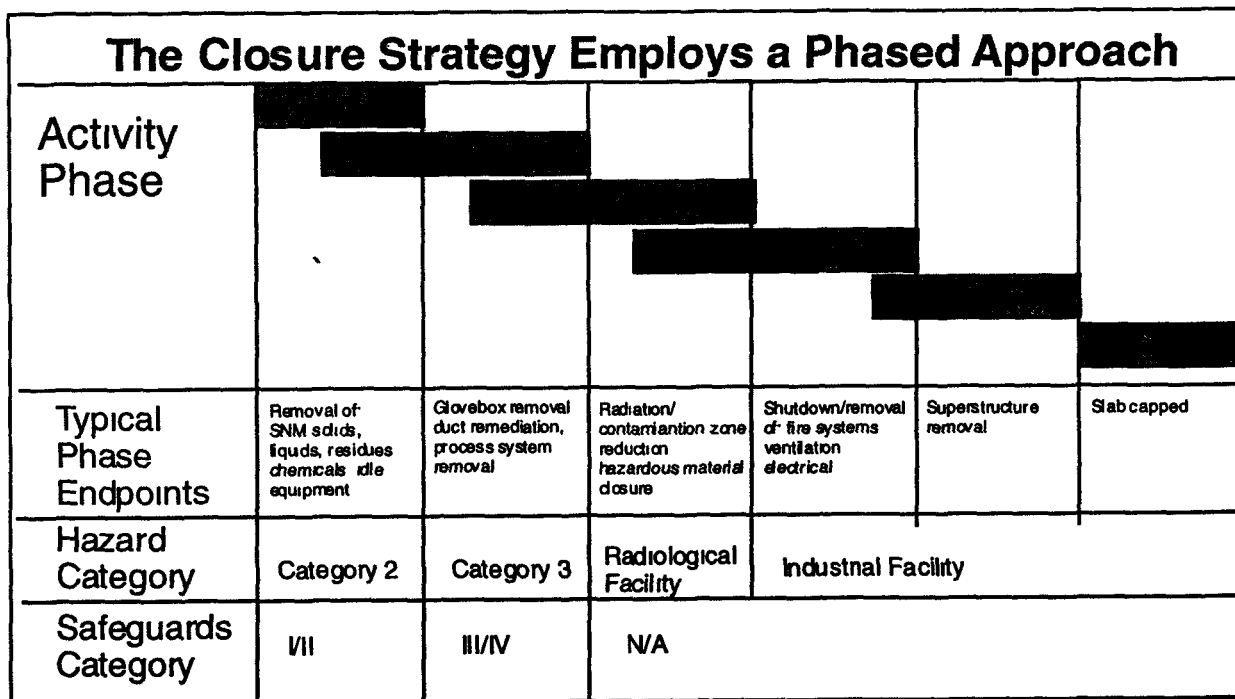 The Closure Strategy Employs a Phased Approach
Activity
Phase
Typical
Phase
Endpoints
Removal of
SNM solids,
liquids, residues
chemicals idle
equipment
Glovebox removal
duct remediation,
process system
removal
Radiation/
contamiantion zone
reduction
hazardous material
closure
Shutdown/removal
of fire systems
ventilation
electrical
Superstructure
removal
Slab capped
Hazard
Category
Category 2
Category 3
Radiological
Facility
Industrial Facility
Safeguards
Category
I/II
III/IV
N/A